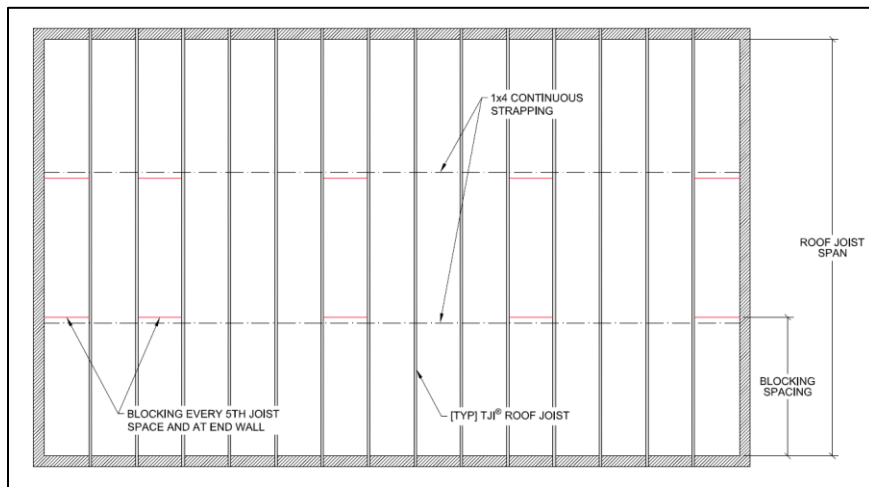 1x4 CONTINUOUS
STRAPPING
ROOF JOIST
SPAN
BLOCKING
SPACING
BLOCKING EVERY 5TH JOIST
SPACE AND AT END WALL
[TYP] TJI® ROOF JOIST